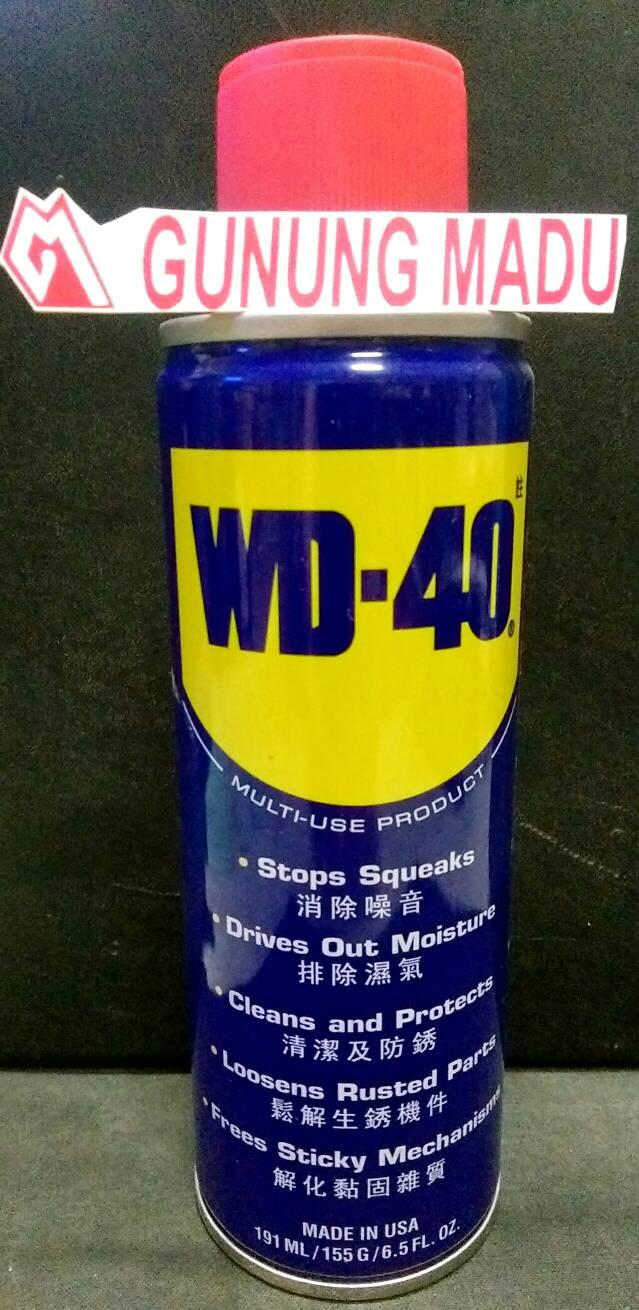 GUNUNG MADU
WD-40®
MULTI-USE PRODUCT
• Stops Squeaks
消除噪音
• Drives Out Moisture
排除濕氣
• Cleans and Protects
清潔及防銹
• Loosens Rusted Parts
鬆解生銹機件
• Frees Sticky Mechanisms
解化黏固雜質
MADE IN USA
191 ML/155 G/6.5 FL. OZ.